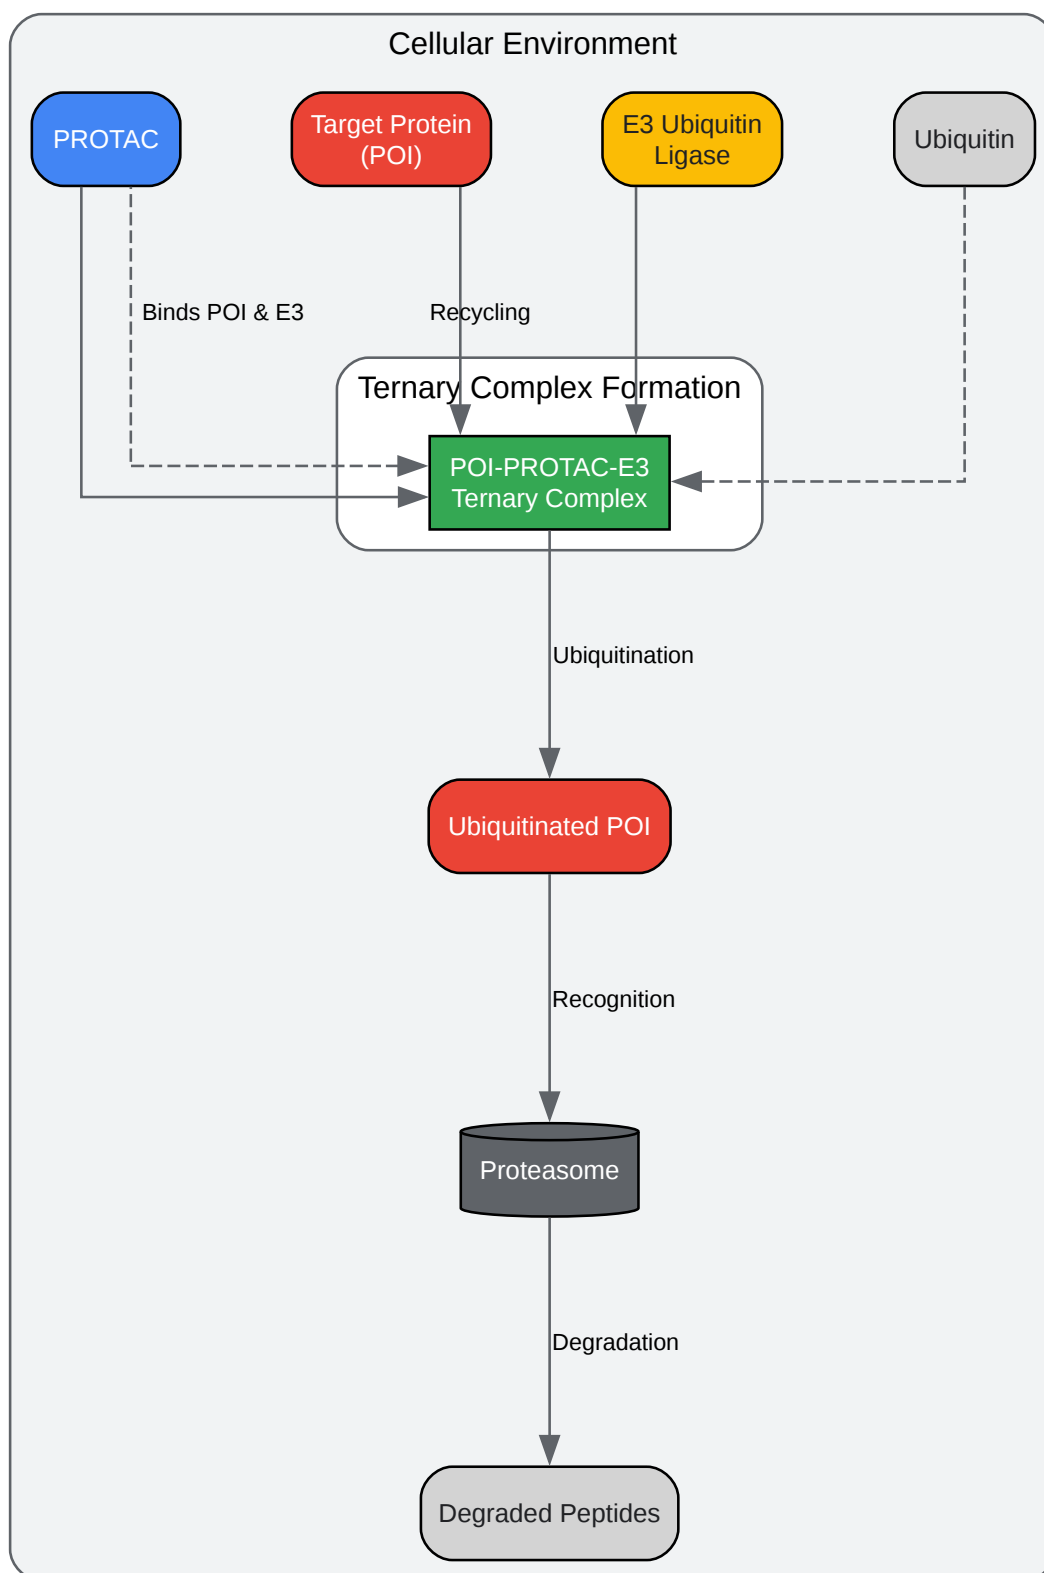 Cellular Environment
PROTAC
Target Protein
(POI)
E3 Ubiquitin
Ligase
Ubiquitin
Binds POI & E3
Recycling
Ternary Complex Formation
POI-PROTAC-E3
Ternary Complex
Ubiquitination
Ubiquitinated POI
Recognition
Proteasome
Degradation
Degraded Peptides